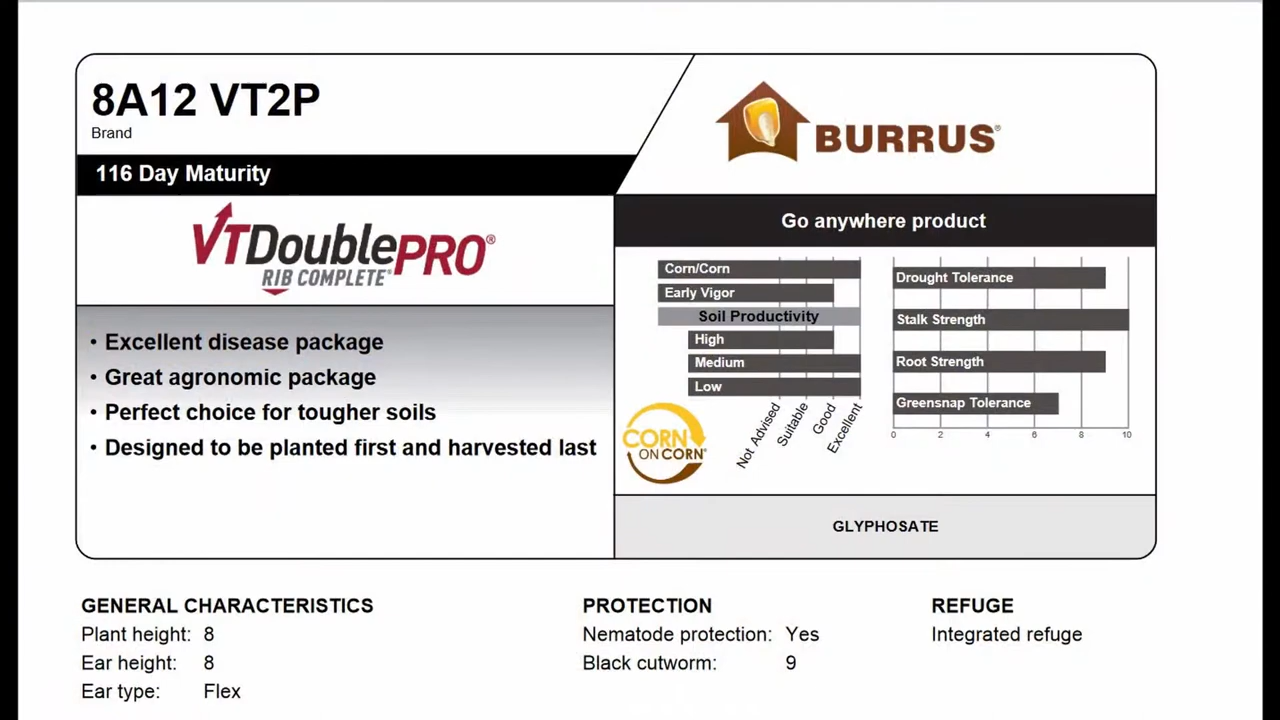 8A12 VT2P
Brand
116 Day Maturity
VTDoublePRO®
RIB COMPLETE®
• Excellent disease package
• Great agronomic package
• Perfect choice for tougher soils
• Designed to be planted first and harvested last
BURRUS®
Go anywhere product
Corn/Corn
Early Vigor
Soil Productivity
High
Medium
Low
Not Advised
Suitable
Good
Excellent
CORN
ON CORN®
Drought Tolerance
Stalk Strength
Root Strength
Greensnap Tolerance
0 2 4 6 8 10
GLYPHOSATE
GENERAL CHARACTERISTICS
Plant height: 8
Ear height: 8
Ear type: Flex
PROTECTION
Nematode protection: Yes
Black cutworm: 9
REFUGE
Integrated refuge